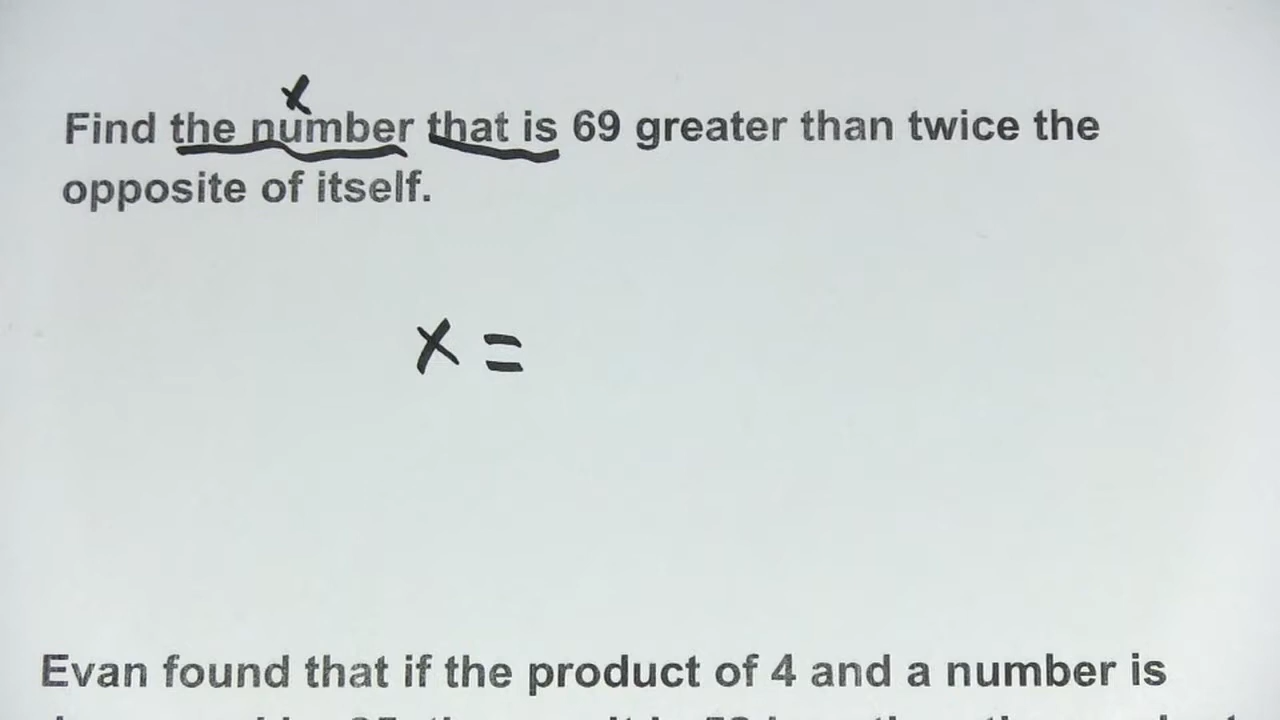 x
Find the number that is 69 greater than twice the
opposite of itself.
x =
Evan found that if the product of 4 and a number is